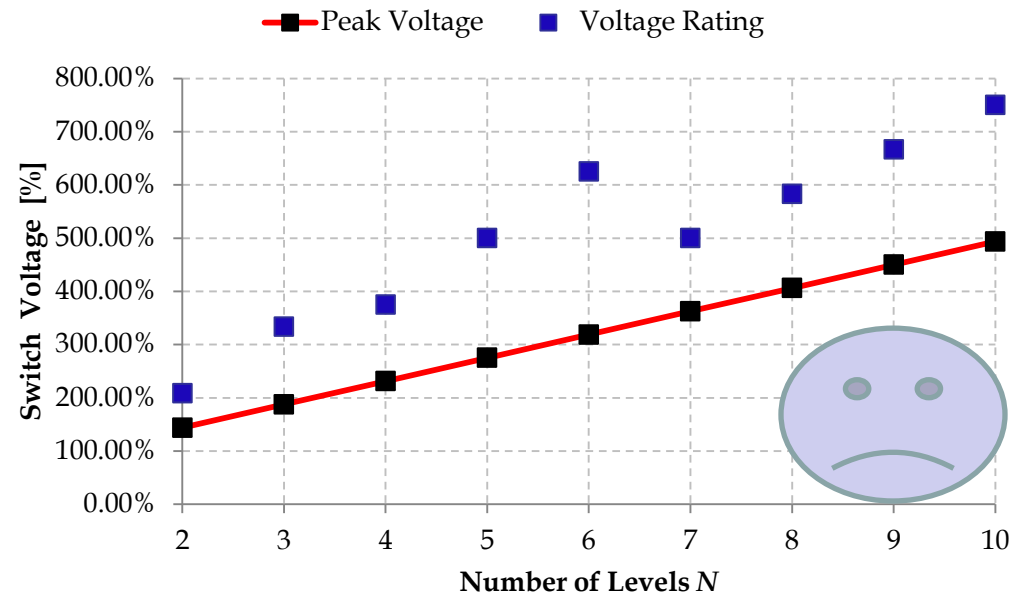 Peak Voltage Voltage Rating
800.00%
700.00%
600.00%
500.00%
400.00%
300.00%
200.00%
100.00%
0.00%
Switch Voltage [%]
2 3 4 5 6 7 8 9 10
Number of Levels N